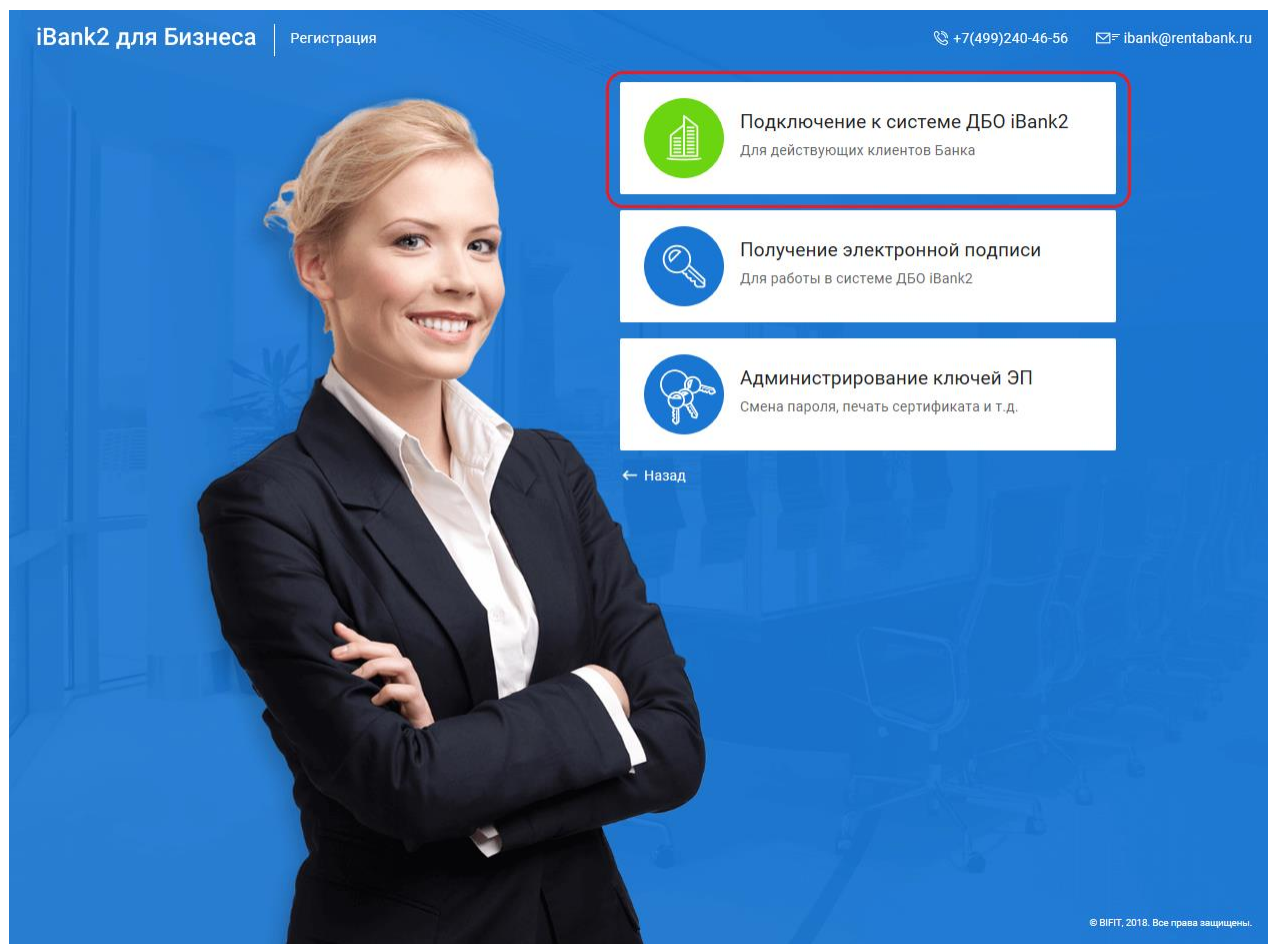 iBank2 для Бизнеса
Регистрация
+7(499)240-46-56
ibank@rentabank.ru
Подключение к системе ДБО iBank2
Для действующих клиентов Банка
Получение электронной подписи
Для работы в системе ДБО iBank2
Администрирование ключей ЭП
Смена пароля, печать сертификата и т.д.
← Назад
© BIFIT, 2018. Все права защищены.